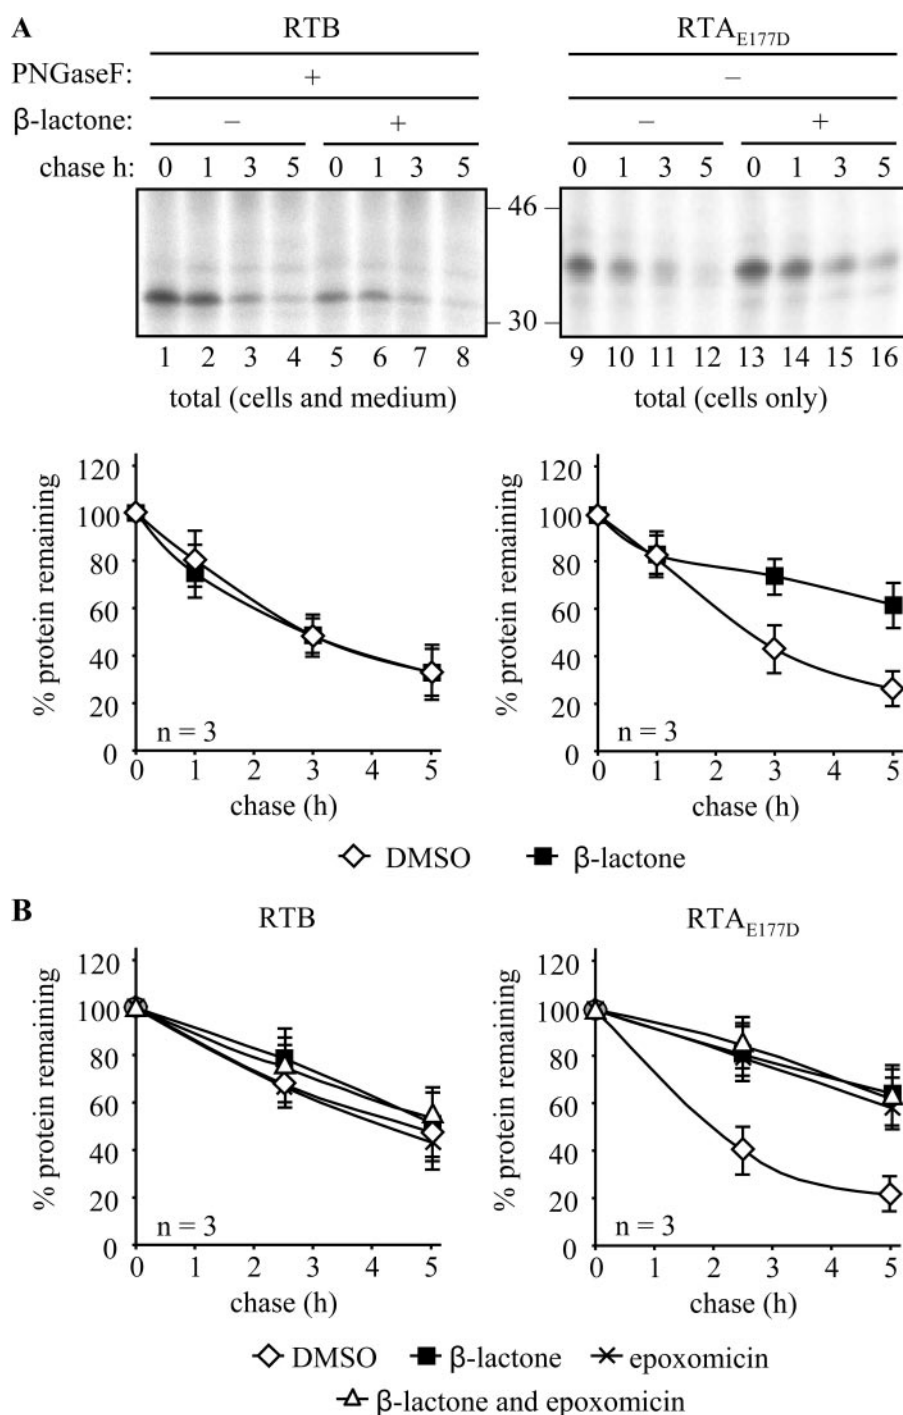 A RTB RTA_E177D
PNGaseF: + –
β-lactone: – + – +
chase h: 0 1 3 5 0 1 3 5 0 1 3 5 0 1 3 5
– 46 –
– 30 –
1 2 3 4 5 6 7 8 9 10 11 12 13 14 15 16
total (cells and medium) total (cells only)
% protein remaining
120
100
80
60
40
20
0
n = 3
0 1 2 3 4 5
chase (h)
% protein remaining
120
100
80
60
40
20
0
n = 3
0 1 2 3 4 5
chase (h)
DMSO β-lactone
B RTB RTA_E177D
% protein remaining
120
100
80
60
40
20
0
n = 3
0 1 2 3 4 5
chase (h)
% protein remaining
120
100
80
60
40
20
0
n = 3
0 1 2 3 4 5
chase (h)
DMSO β-lactone epoxomicin
β-lactone and epoxomicin